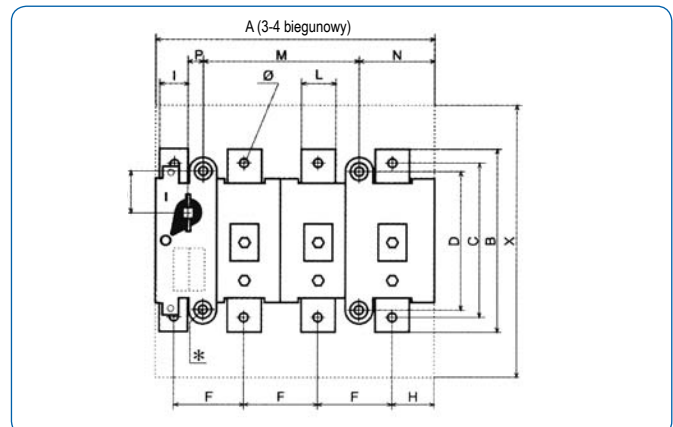 A (3-4 biegunowy)
P M N
I Ø L
I
D C B X
*
F F F H